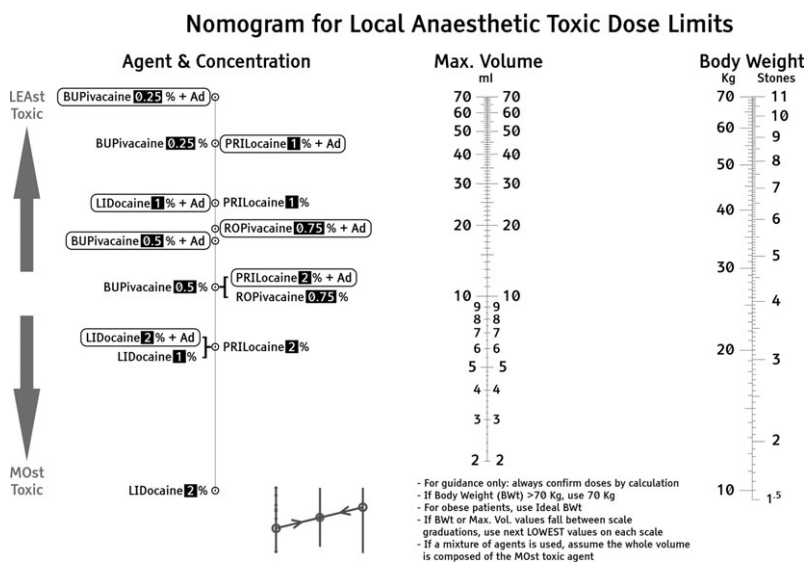 Nomogram for Local Anaesthetic Toxic Dose Limits
Agent & Concentration
LEAst
Toxic
BUPivacaine 0.25 % + Ad
BUPivacaine 0.25 %
PRILocaine 1 % + Ad
LIDocaine 1 % + Ad
PRILocaine 1 %
ROPivacaine 0.75 % + Ad
BUPivacaine 0.5 % + Ad
BUPivacaine 0.5 %
PRILocaine 2 % + Ad
ROPivacaine 0.75 %
LIDocaine 2 % + Ad
LIDocaine 1 %
PRILocaine 2 %
MOst
Toxic
LIDocaine 2 %
Max. Volume
ml
70 70
60 60
50 50
40 40
30 30
20 20
10 10
9 9
8 8
7 7
6 6
5 5
4 4
3 3
2 2
Body Weight
Kg Stones
70 11
10
60
9
50 8
7
40 6
5
30
4
20 3
2
10 1.5
- For guidance only: always confirm doses by calculation
- If Body Weight (BWt) >70 Kg, use 70 Kg
- For obese patients, use Ideal BWt
- If BWt or Max. Vol. values fall between scale
graduations, use next LOWEST values on each scale
- If a mixture of agents is used, assume the whole volume
is composed of the MOst toxic agent